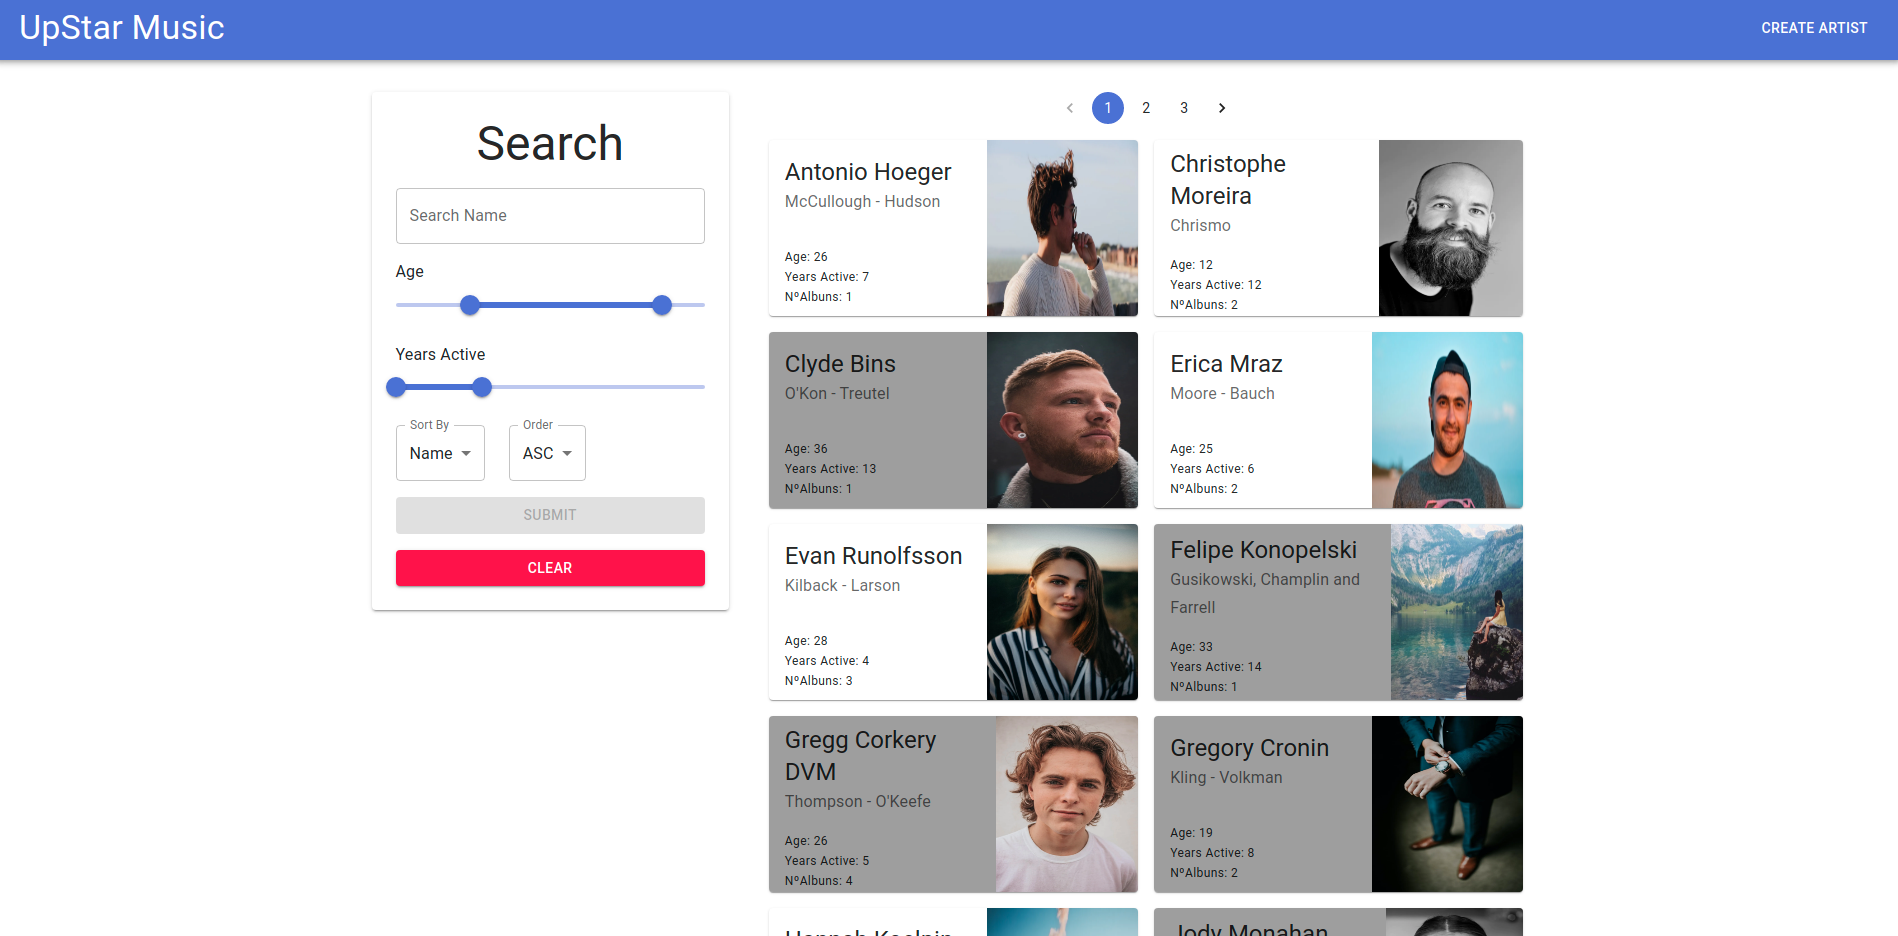 UpStar Music
CREATE ARTIST
Search
Search Name
Age
Years Active
Sort By
Order
Name
ASC
SUBMIT
CLEAR
1 2 3
Antonio Hoeger
McCullough - Hudson
Age: 26
Years Active: 7
NºAlbuns: 1
Christophe
Moreira
Chrismo
Age: 12
Years Active: 12
NºAlbuns: 2
Clyde Bins
O'Kon - Treutel
Age: 36
Years Active: 13
NºAlbuns: 1
Erica Mraz
Moore - Bauch
Age: 25
Years Active: 6
NºAlbuns: 2
Evan Runolfsson
Kilback - Larson
Age: 28
Years Active: 4
NºAlbuns: 3
Felipe Konopelski
Gusikowski, Champlin and
Farrell
Age: 33
Years Active: 14
NºAlbuns: 1
Gregg Corkery
DVM
Thompson - O'Keefe
Age: 26
Years Active: 5
NºAlbuns: 4
Gregory Cronin
Kling - Volkman
Age: 19
Years Active: 8
NºAlbuns: 2
Hannah Koelpin
Jody Monahan